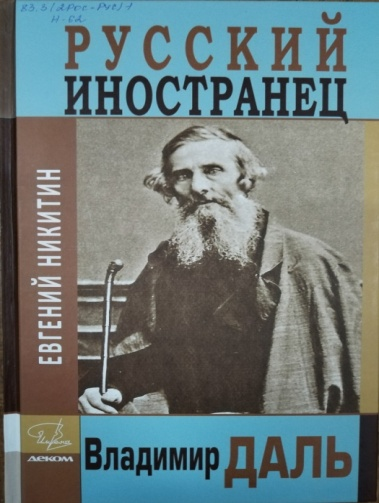 РУССКИЙ
ИНОСТРАНЕЦ
ЕВГЕНИЙ НИКИТИН
ДЕКОМ
Владимир ДАЛЬ